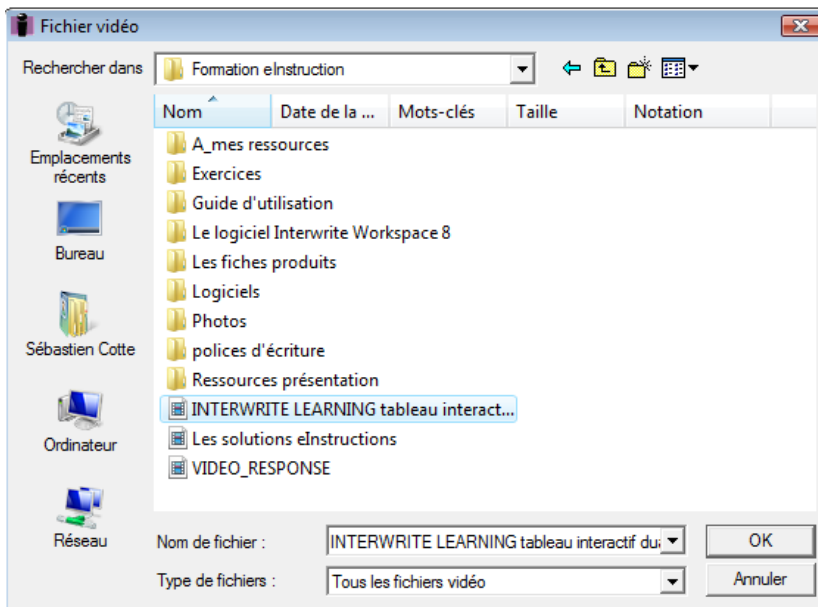 Fichier vidéo
Rechercher dans
Formation eInstruction
Nom Date de la ... Mots-clés Taille Notation
Emplacements
récents
Bureau
Sébastien Cotte
Ordinateur
Réseau
A_mes ressources
Exercices
Guide d'utilisation
Le logiciel Interwrite Workspace 8
Les fiches produits
Logiciels
Photos
polices d'écriture
Ressources présentation
INTERWRITE LEARNING tableau interact...
Les solutions eInstructions
VIDEO_RESPONSE
Nom de fichier :
INTERWRITE LEARNING tableau interactif dua
OK
Type de fichiers :
Tous les fichiers vidéo
Annuler